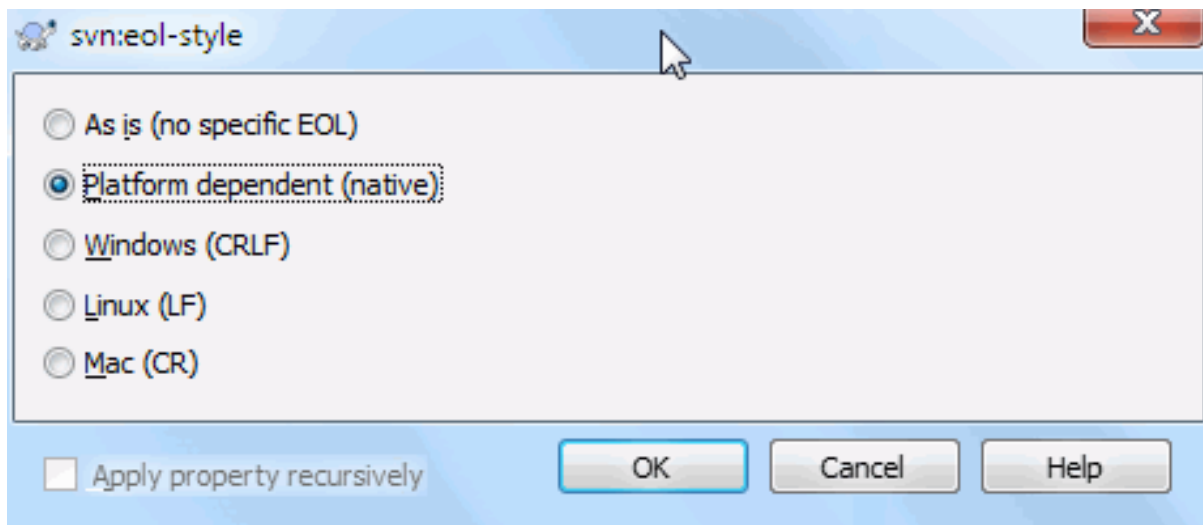 svn:eol-style
X
As is (no specific EOL)
Platform dependent (native)
Windows (CRLF)
Linux (LF)
Mac (CR)
Apply property recursively
OK
Cancel
Help